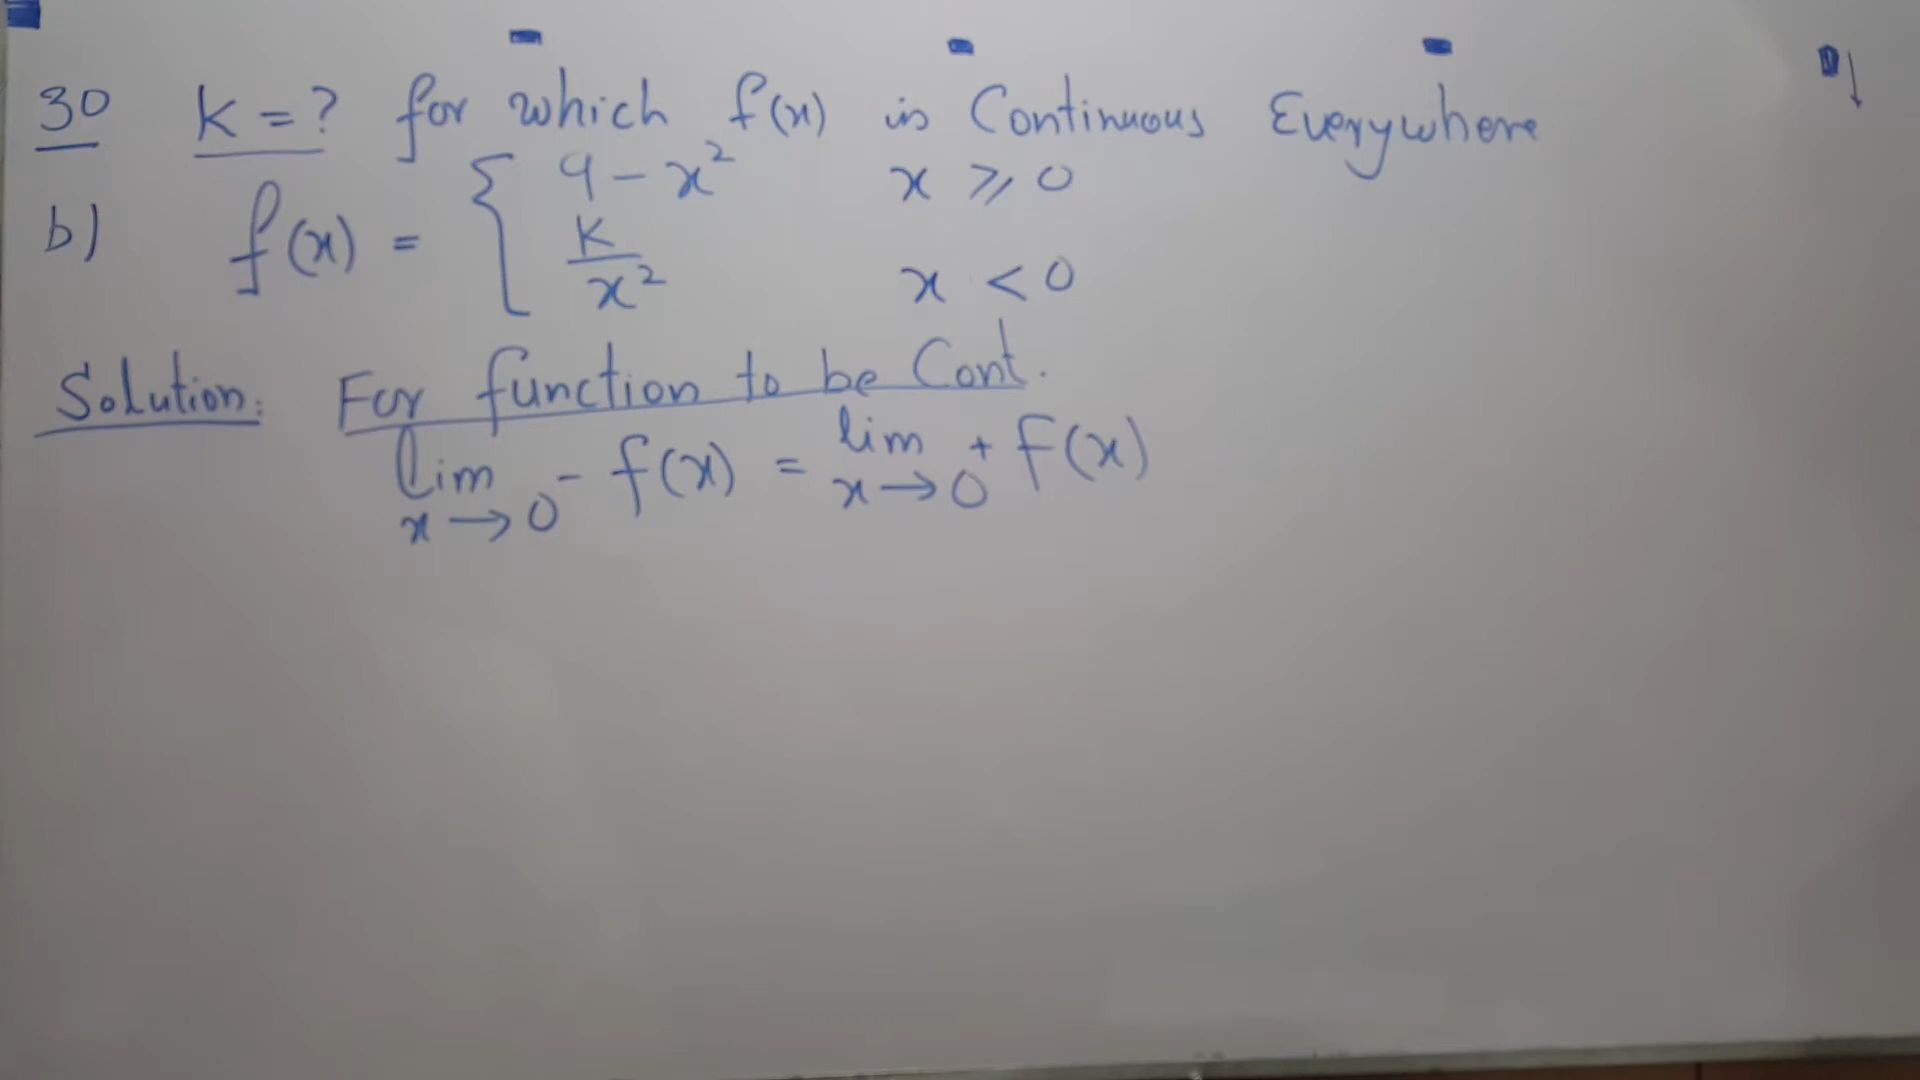 30 K = ? for which f(x) is Continuous Everywhere
b) f(x) = { 9 - x² x ≥ 0
K/x² x < 0
Solution: For function to be Cont.
lim x→0⁻ f(x) = lim x→0⁺ f(x)